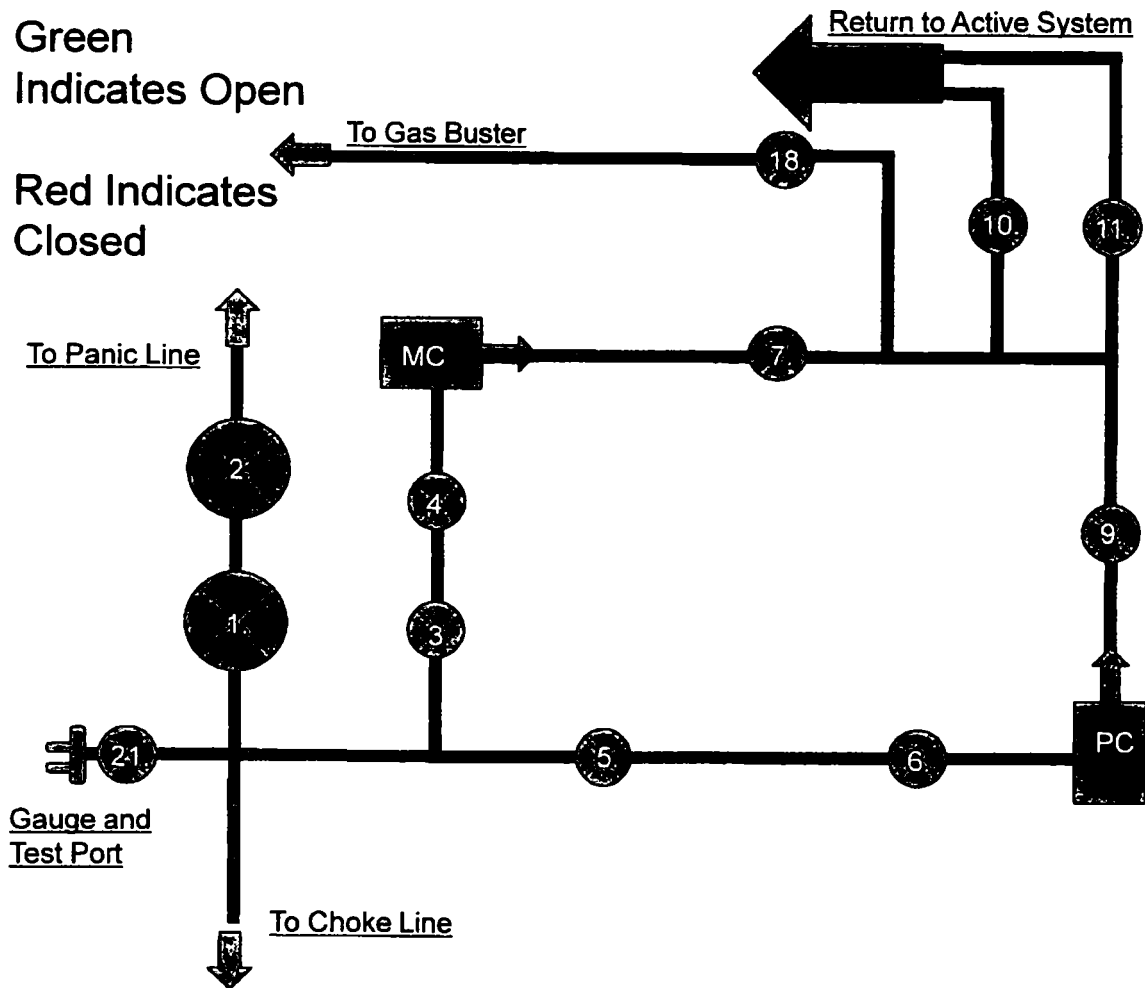 Green
Indicates Open
Return to Active System
To Gas Buster
18
Red Indicates
Closed
10.
11.
To Panic Line
MC
7
2
4.
9
1.
3
21
5
6
PC
Gauge and
Test Port
To Choke Line